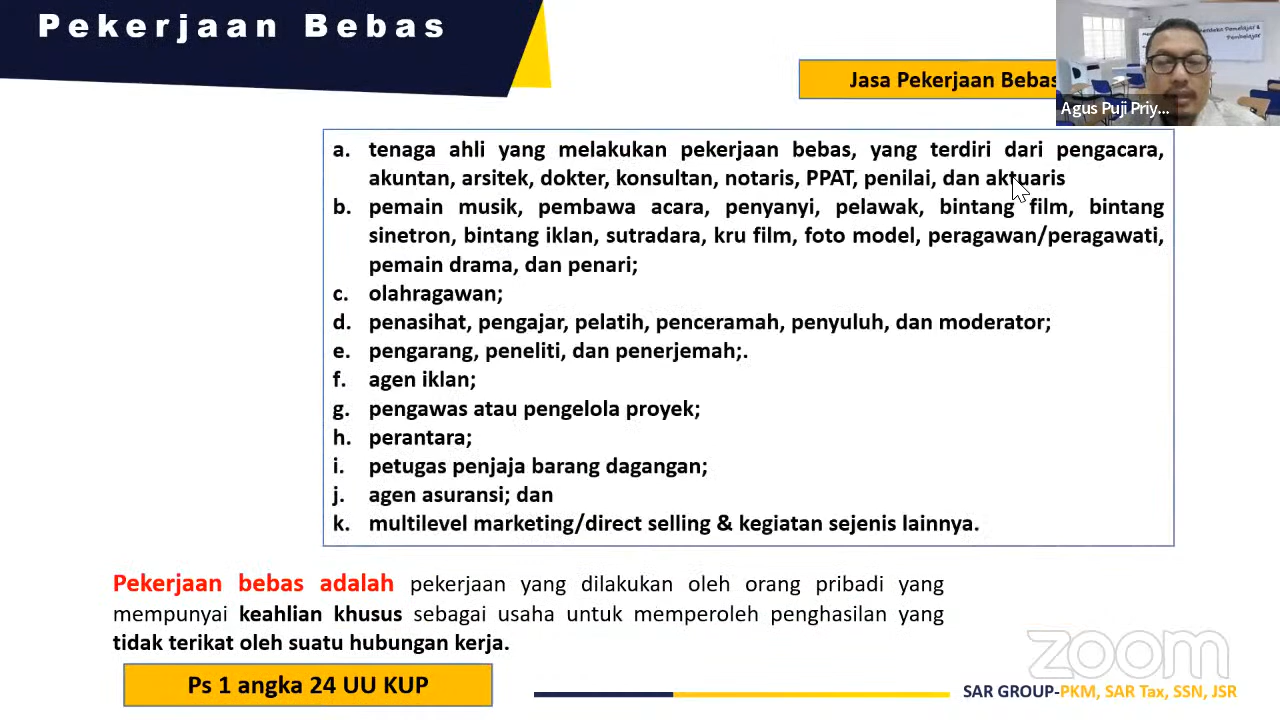 Pekerjaan Bebas
Jasa Pekerjaan Bebas
Agus Puji Priy...
a. tenaga ahli yang melakukan pekerjaan bebas, yang terdiri dari pengacara,
akuntan, arsitek, dokter, konsultan, notaris, PPAT, penilai, dan aktuaris
b. pemain musik, pembawa acara, penyanyi, pelawak, bintang film, bintang
sinetron, bintang iklan, sutradara, kru film, foto model, peragawan/peragawati,
pemain drama, dan penari;
c. olahragawan;
d. penasihat, pengajar, pelatih, penceramah, penyuluh, dan moderator;
e. pengarang, peneliti, dan penerjemah;.
f. agen iklan;
g. pengawas atau pengelola proyek;
h. perantara;
i. petugas penjaja barang dagangan;
j. agen asuransi; dan
k. multilevel marketing/direct selling & kegiatan sejenis lainnya.
Pekerjaan bebas adalah pekerjaan yang dilakukan oleh orang pribadi yang
mempunyai keahlian khusus sebagai usaha untuk memperoleh penghasilan yang
tidak terikat oleh suatu hubungan kerja.
Ps 1 angka 24 UU KUP
zoom
SAR GROUP-PKM, SAR Tax, SSN, JSR